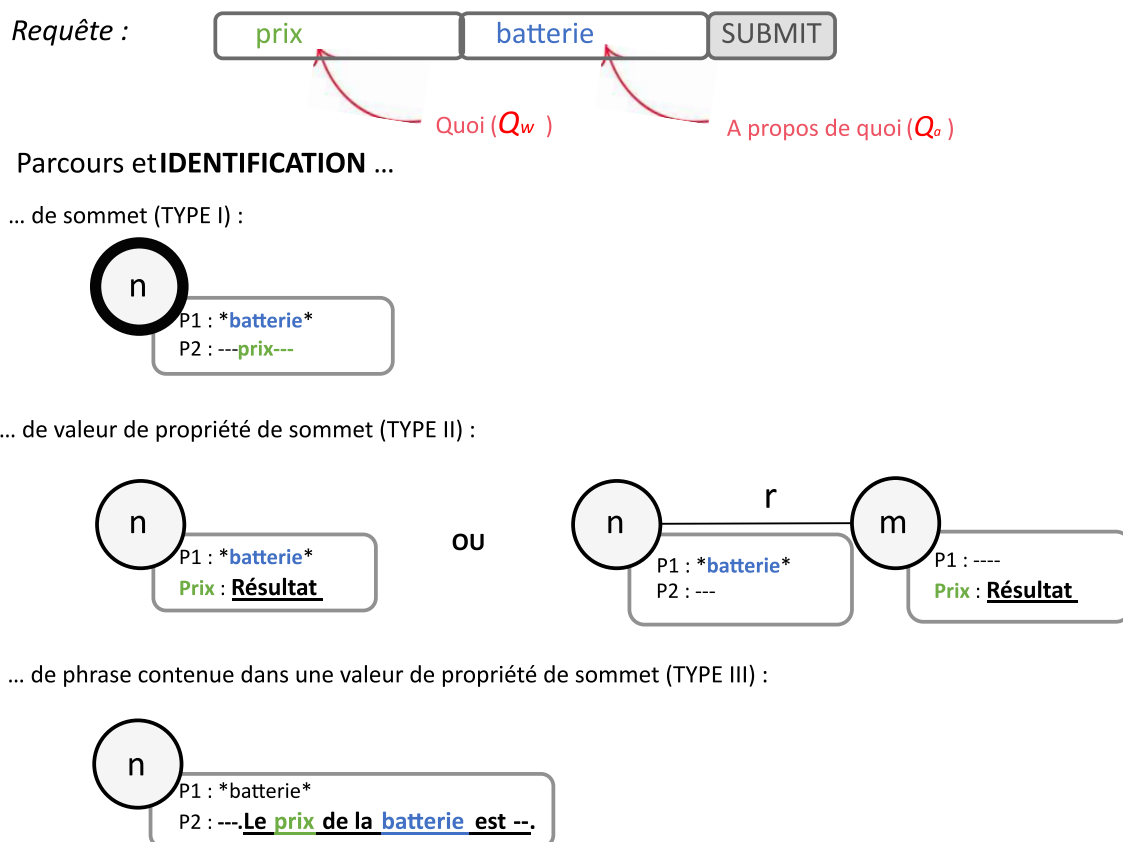 Requête : prix batterie SUBMIT
Quoi (Qw ) A propos de quoi (Qa )
Parcours et IDENTIFICATION ...
... de sommet (TYPE I) :
n
P1 : *batterie*
P2 : ---prix---
... de valeur de propriété de sommet (TYPE II) :
n
P1 : *batterie*
Prix : Résultat
OU
n
P1 : *batterie*
P2 : ---
r
m
P1 : ----
Prix : Résultat
... de phrase contenue dans une valeur de propriété de sommet (TYPE III) :
n
P1 : *batterie*
P2 : ---.Le prix de la batterie est --.